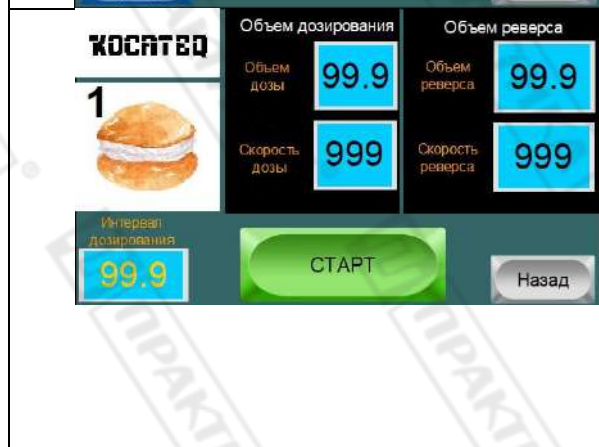 KOCATEQ
Объем дозирования
Объем реверса
Объем
дозы
99.9
Объем
реверса
99.9
1
Скорость
дозы
999
Скорость
реверса
999
Интервал
дозирования
99.9
СТАРТ
Назад